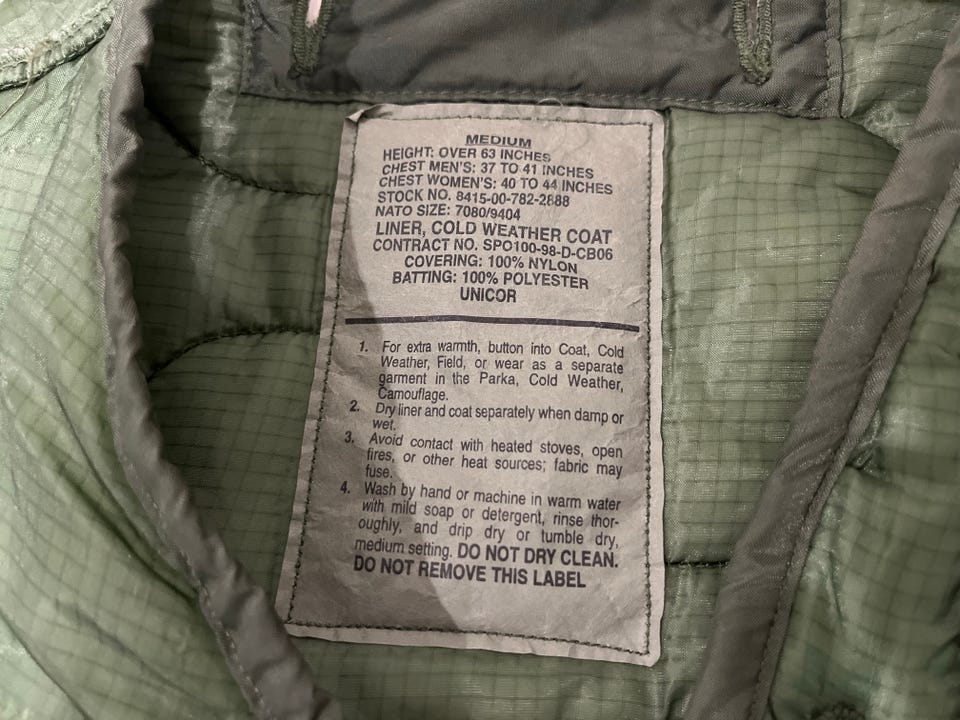 MEDIUM
HEIGHT: OVER 63 INCHES
CHEST MEN'S: 37 TO 41 INCHES
CHEST WOMEN'S: 40 TO 44 INCHES
STOCK NO. 8415-00-782-2888
NATO SIZE: 7080/9404
LINER, COLD WEATHER COAT
CONTRACT NO. SPO100-98-D-CB06
COVERING: 100% NYLON
BATTING: 100% POLYESTER
UNICOR
1. For extra warmth, button into Coat, Cold
Weather, Field, or wear as a separate
garment in the Parka, Cold Weather,
Camouflage.
2. Dry liner and coat separately when damp or
wet.
3. Avoid contact with heated stoves, open
fires, or other heat sources; fabric may
fuse.
4. Wash by hand or machine in warm water
with mild soap or detergent, rinse thor-
oughly, and drip dry or tumble dry,
medium setting. DO NOT DRY CLEAN.
DO NOT REMOVE THIS LABEL